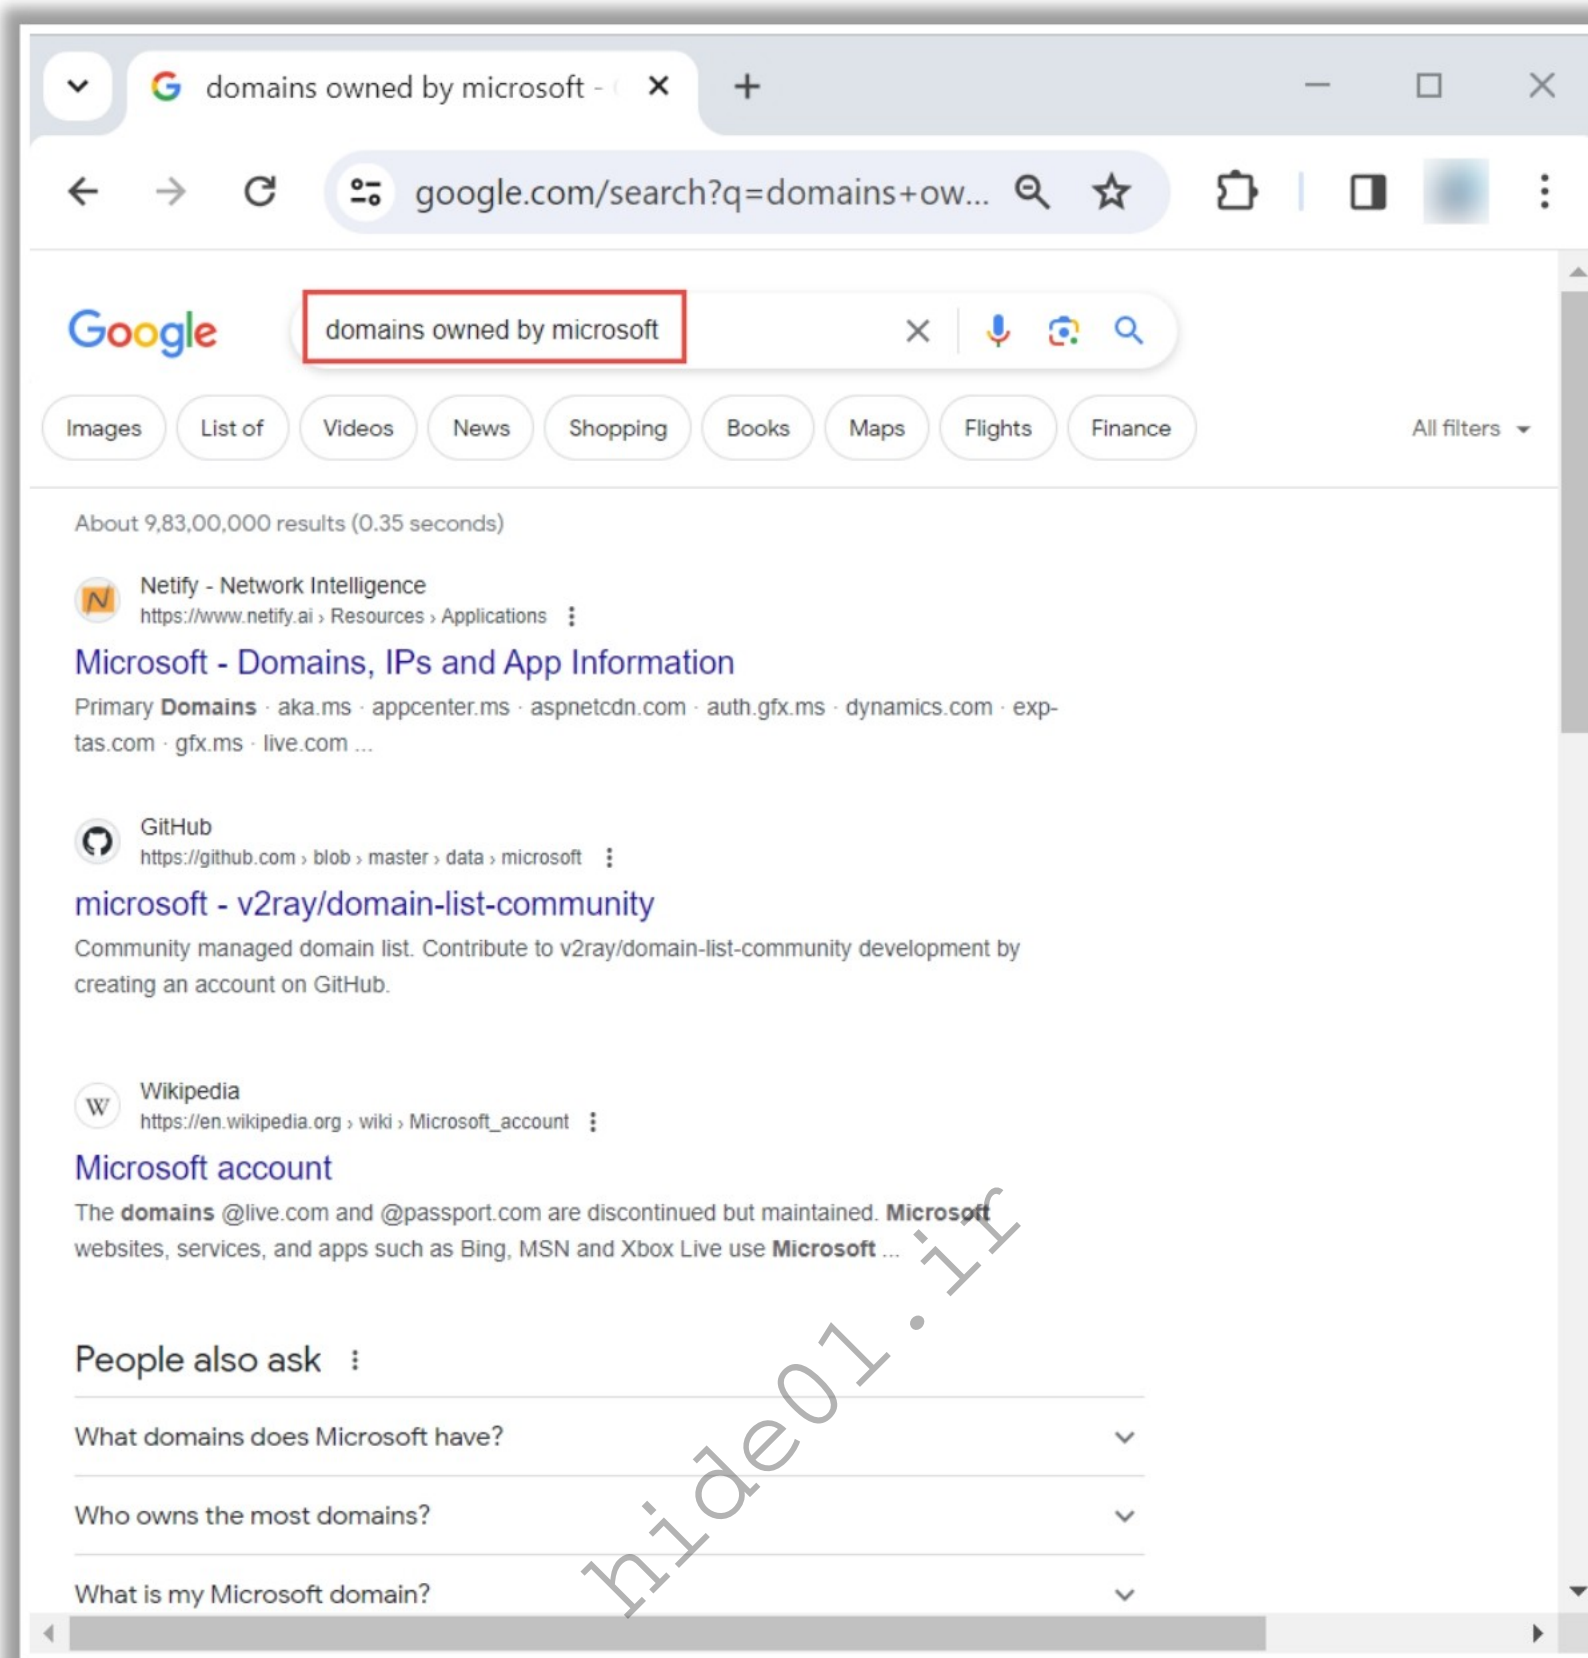 domains owned by microsoft -
google.com/search?q=domains+ow...
Google
domains owned by microsoft
Images List of Videos News Shopping Books Maps Flights Finance All filters
About 9,83,00,000 results (0.35 seconds)
Netify - Network Intelligence
https://www.netify.ai › Resources › Applications
Microsoft - Domains, IPs and App Information
Primary Domains · aka.ms · appcenter.ms · aspnetcdn.com · auth.gfx.ms · dynamics.com · exp-
tas.com · gfx.ms · live.com ...
GitHub
https://github.com › blob › master › data › microsoft
microsoft - v2ray/domain-list-community
Community managed domain list. Contribute to v2ray/domain-list-community development by
creating an account on GitHub.
W
Wikipedia
https://en.wikipedia.org › wiki › Microsoft_account
Microsoft account
The domains @live.com and @passport.com are discontinued but maintained. Microsoft
websites, services, and apps such as Bing, MSN and Xbox Live use Microsoft ...
People also ask
What domains does Microsoft have?
Who owns the most domains?
What is my Microsoft domain?
hide01.ir